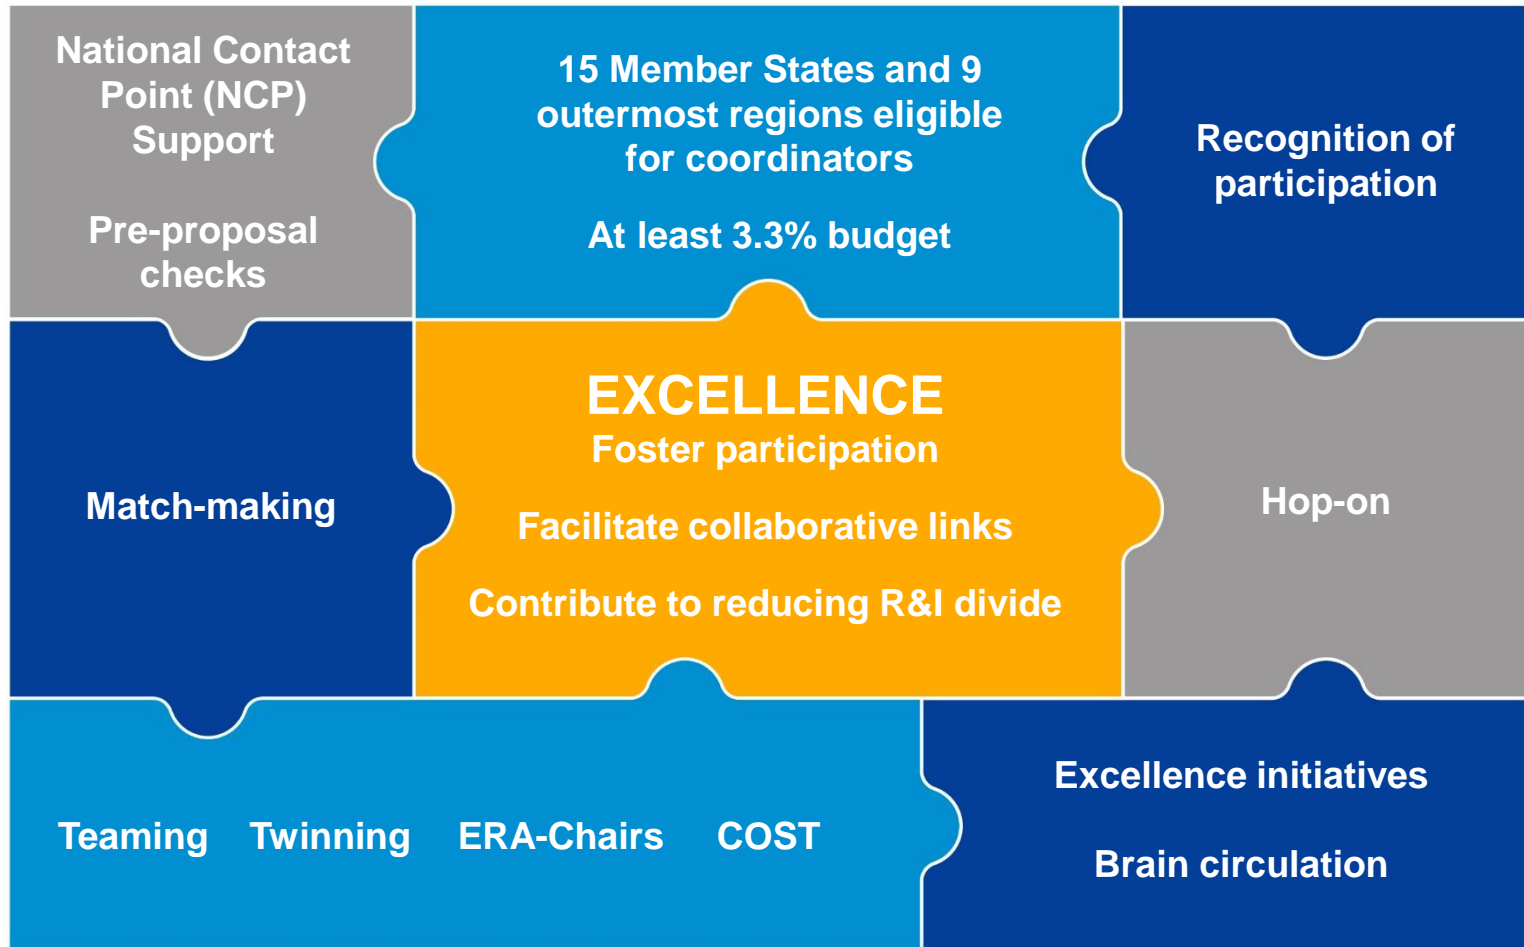 National Contact
Point (NCP)
Support
Pre-proposal
checks
15 Member States and 9
outermost regions eligible
for coordinators
At least 3.3% budget
Recognition of
participation
Match-making
EXCELLENCE
Foster participation
Facilitate collaborative links
Contribute to reducing R&I divide
Hop-on
Teaming Twinning ERA-Chairs COST
Excellence initiatives
Brain circulation